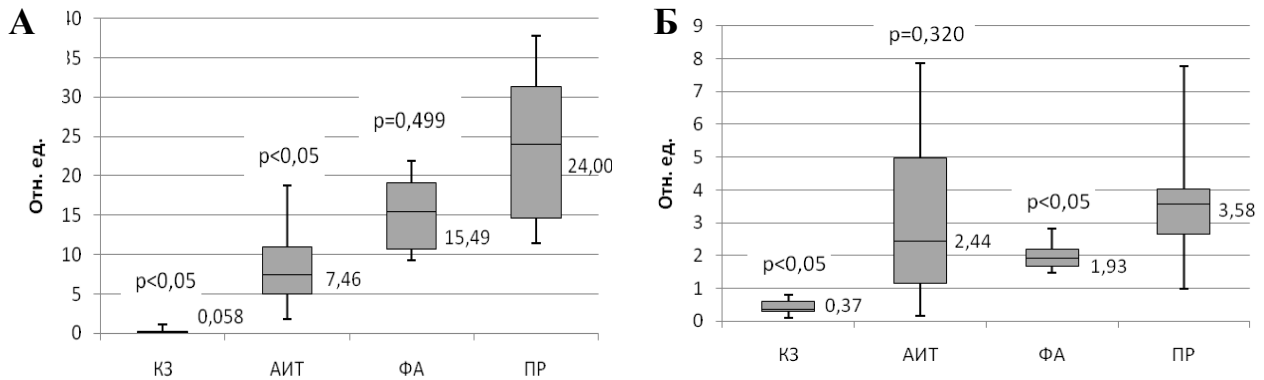 А
Отн. ед.
40
35
30
25
20
15
10
5
0
p<0,05
0,058
p<0,05
7,46
p=0,499
15,49
24,00
КЗ
АИТ
ФА
ПР
Б
Отн. ед.
9
8
7
6
5
4
3
2
1
0
p<0,05
0,37
p=0,320
2,44
p<0,05
1,93
3,58
КЗ
АИТ
ФА
ПР